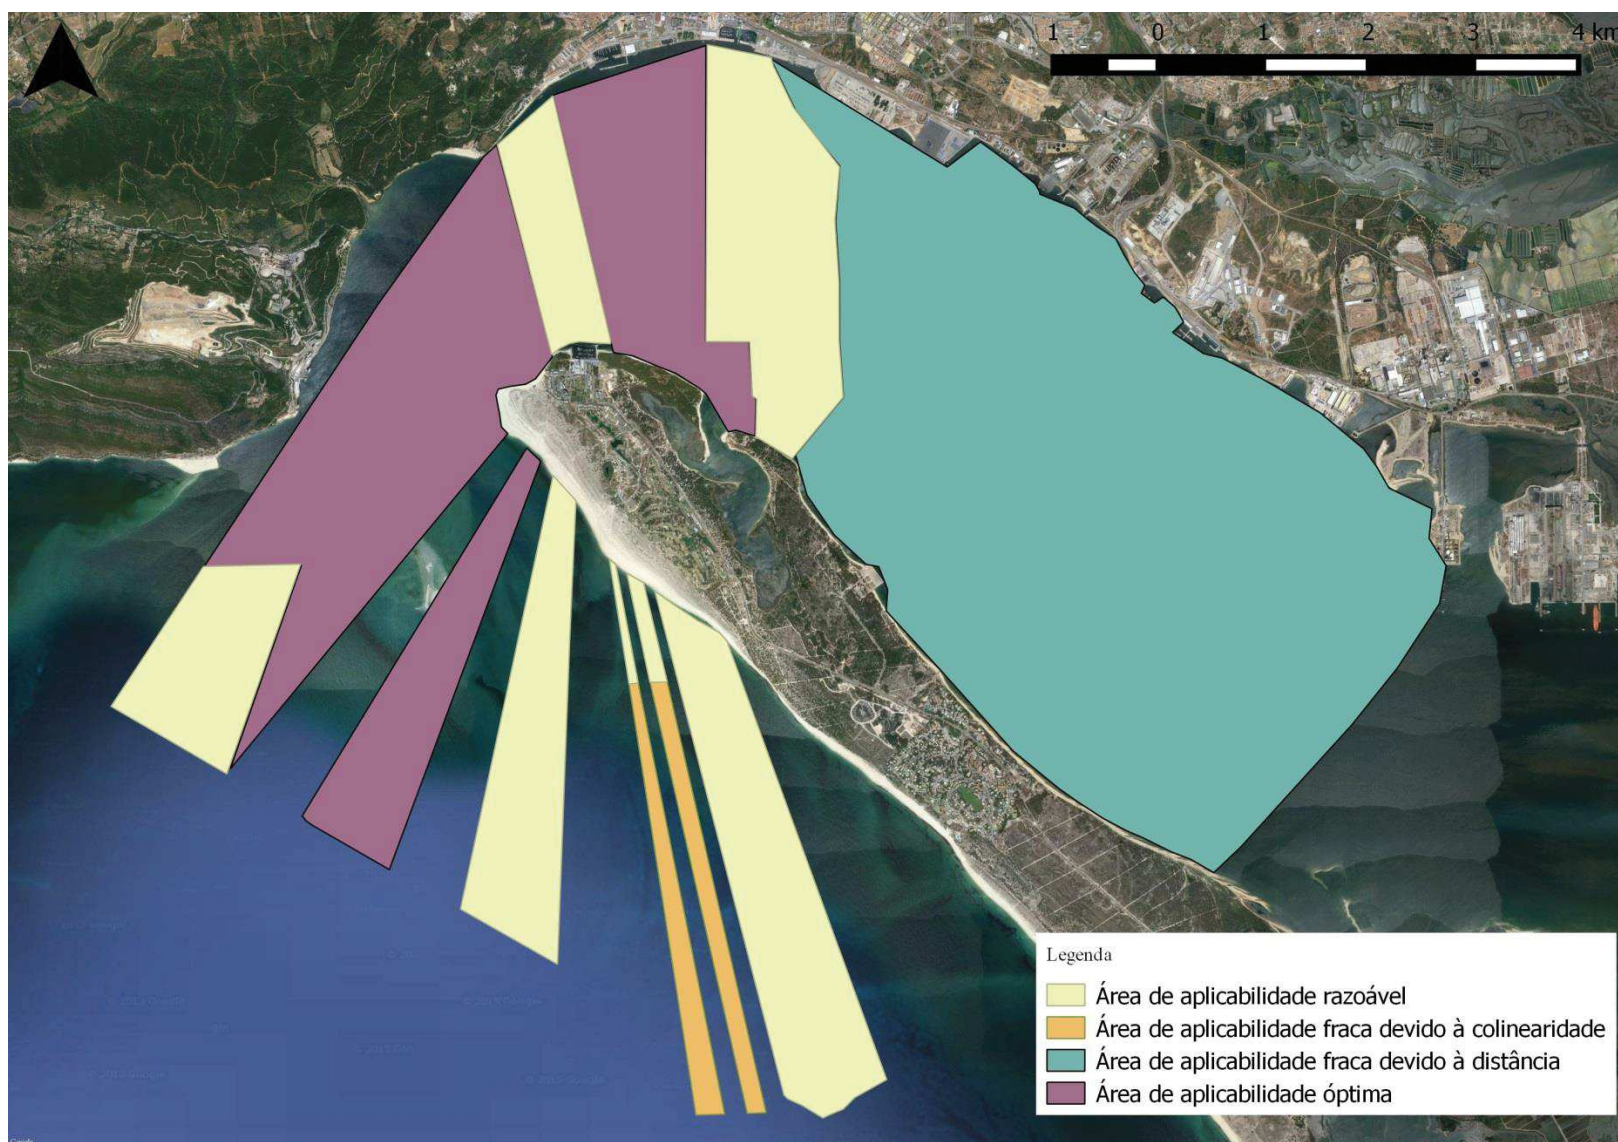 1 0 1 2 3 4 km
Legenda
Área de aplicabilidade razoável
Área de aplicabilidade fraca devido à colinearidade
Área de aplicabilidade fraca devido à distância
Área de aplicabilidade óptima